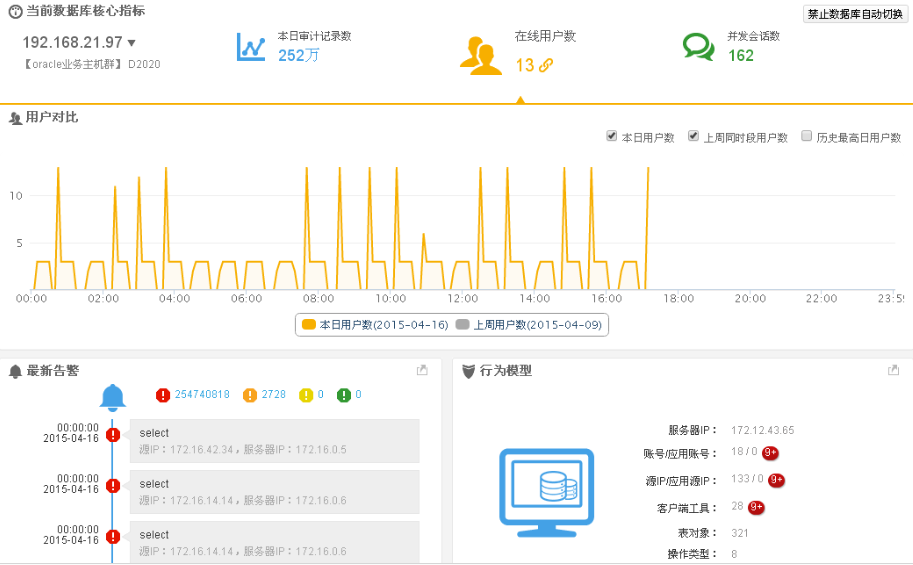 当前数据库核心指标
禁止数据库自动切换
192.168.21.97
【oracle业务主机群】 D2020
本日审计记录数
252万
在线用户数
13
并发会话数
162
用户对比
本日用户数 上周同时段用户数 历史最高日用户数
10
5
00:00 02:00 04:00 06:00 08:00 10:00 12:00 14:00 16:00 18:00 20:00 22:00 23:59
本日用户数(2015-04-16) 上周用户数(2015-04-09)
最新告警
254740818 2728 0 0
00:00:00
2015-04-16
select
源IP：172.16.42.34，服务器IP：172.16.0.5
00:00:00
2015-04-16
select
源IP：172.16.14.14，服务器IP：172.16.0.6
00:00:00
2015-04-16
select
源IP：172.16.14.14，服务器IP：172.16.0.6
行为模型
服务器IP： 172.12.43.65
账号/应用账号： 18 / 0 9+
源IP/应用源IP： 133 / 0 9+
客户端工具： 28 9+
表对象： 321
操作类型： 8